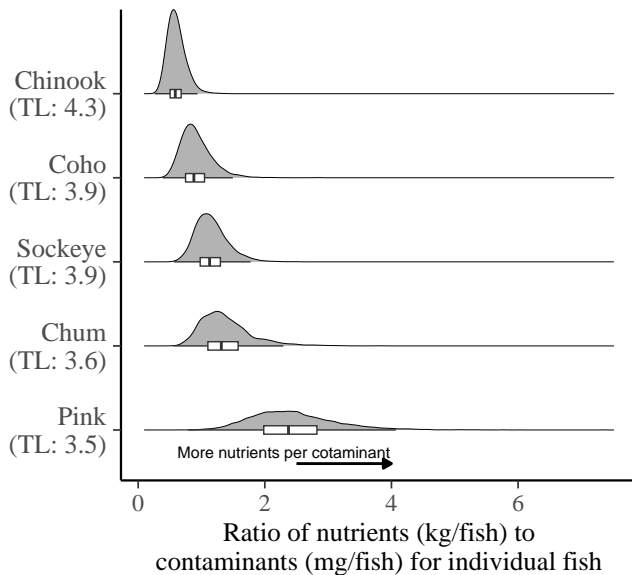 Chinook
(TL: 4.3)
Coho
(TL: 3.9)
Sockeye
(TL: 3.9)
Chum
(TL: 3.6)
Pink
(TL: 3.5)
More nutrients per cotaminant
0 2 4 6
Ratio of nutrients (kg/fish) to
contaminants (mg/fish) for individual fish